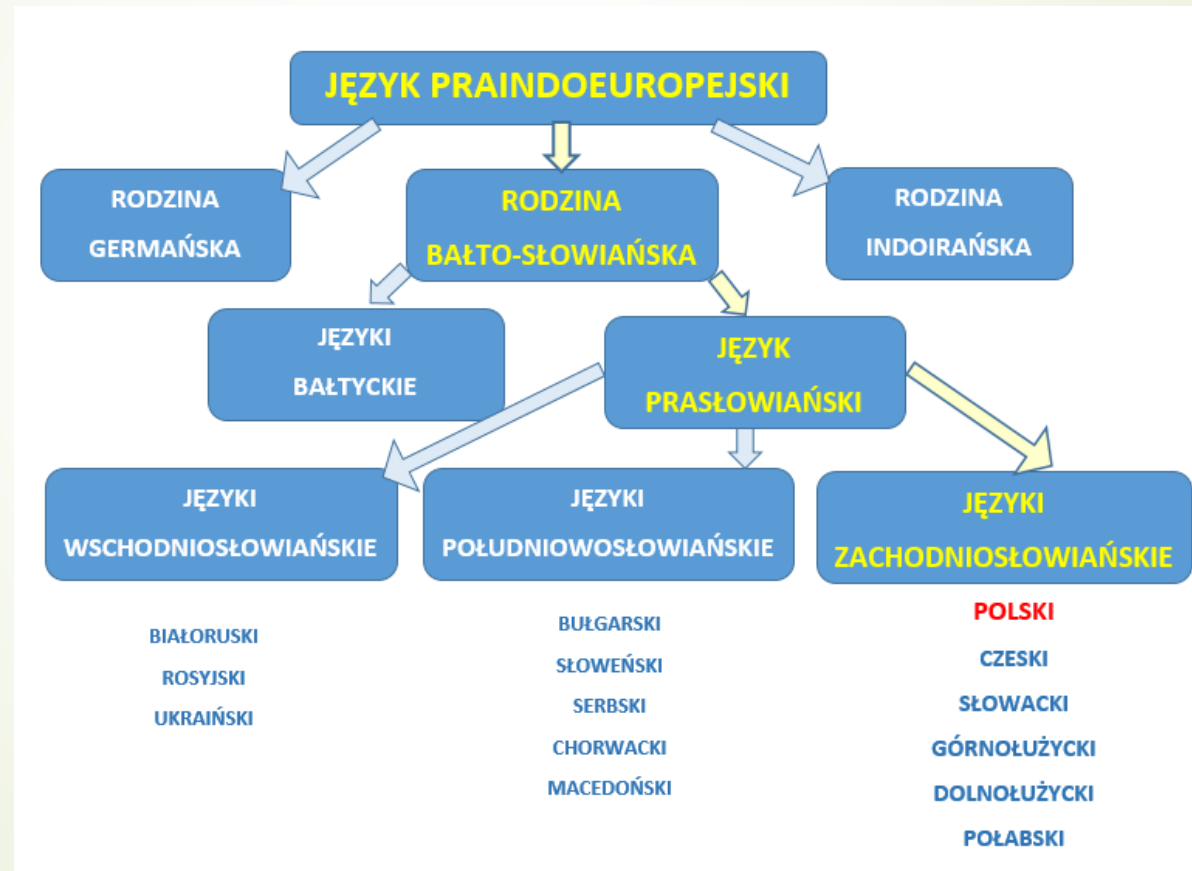 JĘZYK PRAINDOEUROPEJSKI
RODZINA
GERMAŃSKA
RODZINA
BAŁTO-SŁOWIAŃSKA
RODZINA
INDOIRAŃSKA
JĘZYKI
BAŁTYCKIE
JĘZYK
PRASŁOWIAŃSKI
JĘZYKI
WSCHODNIOSŁOWIAŃSKIE
JĘZYKI
POŁUDNIOWOSŁOWIAŃSKIE
JĘZYKI
ZACHODNIOSŁOWIAŃSKIE
BIAŁORUSKI
ROSYJSKI
UKRAIŃSKI
BUŁGARSKI
SŁOWEŃSKI
SERBSKI
CHORWACKI
MACEDOŃSKI
POLSKI
CZESKI
SŁOWACKI
GÓRNOŁUŻYCKI
DOLNOŁUŻYCKI
POŁABSKI